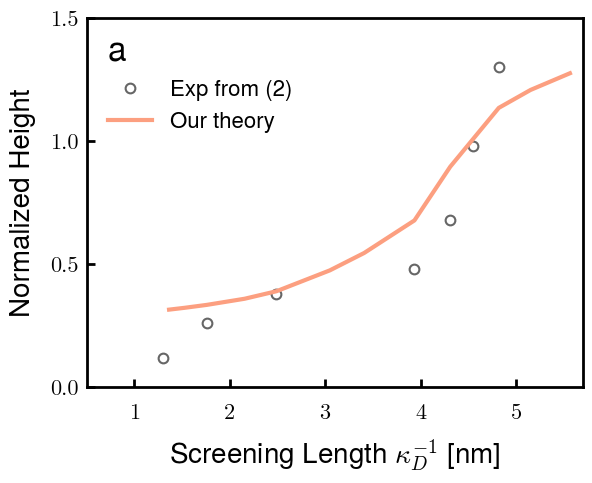 a
Exp from (2)
Our theory
Normalized Height
1.5
1.0
0.5
0.0
1 2 3 4 5
Screening Length κ_D^{-1} [nm]